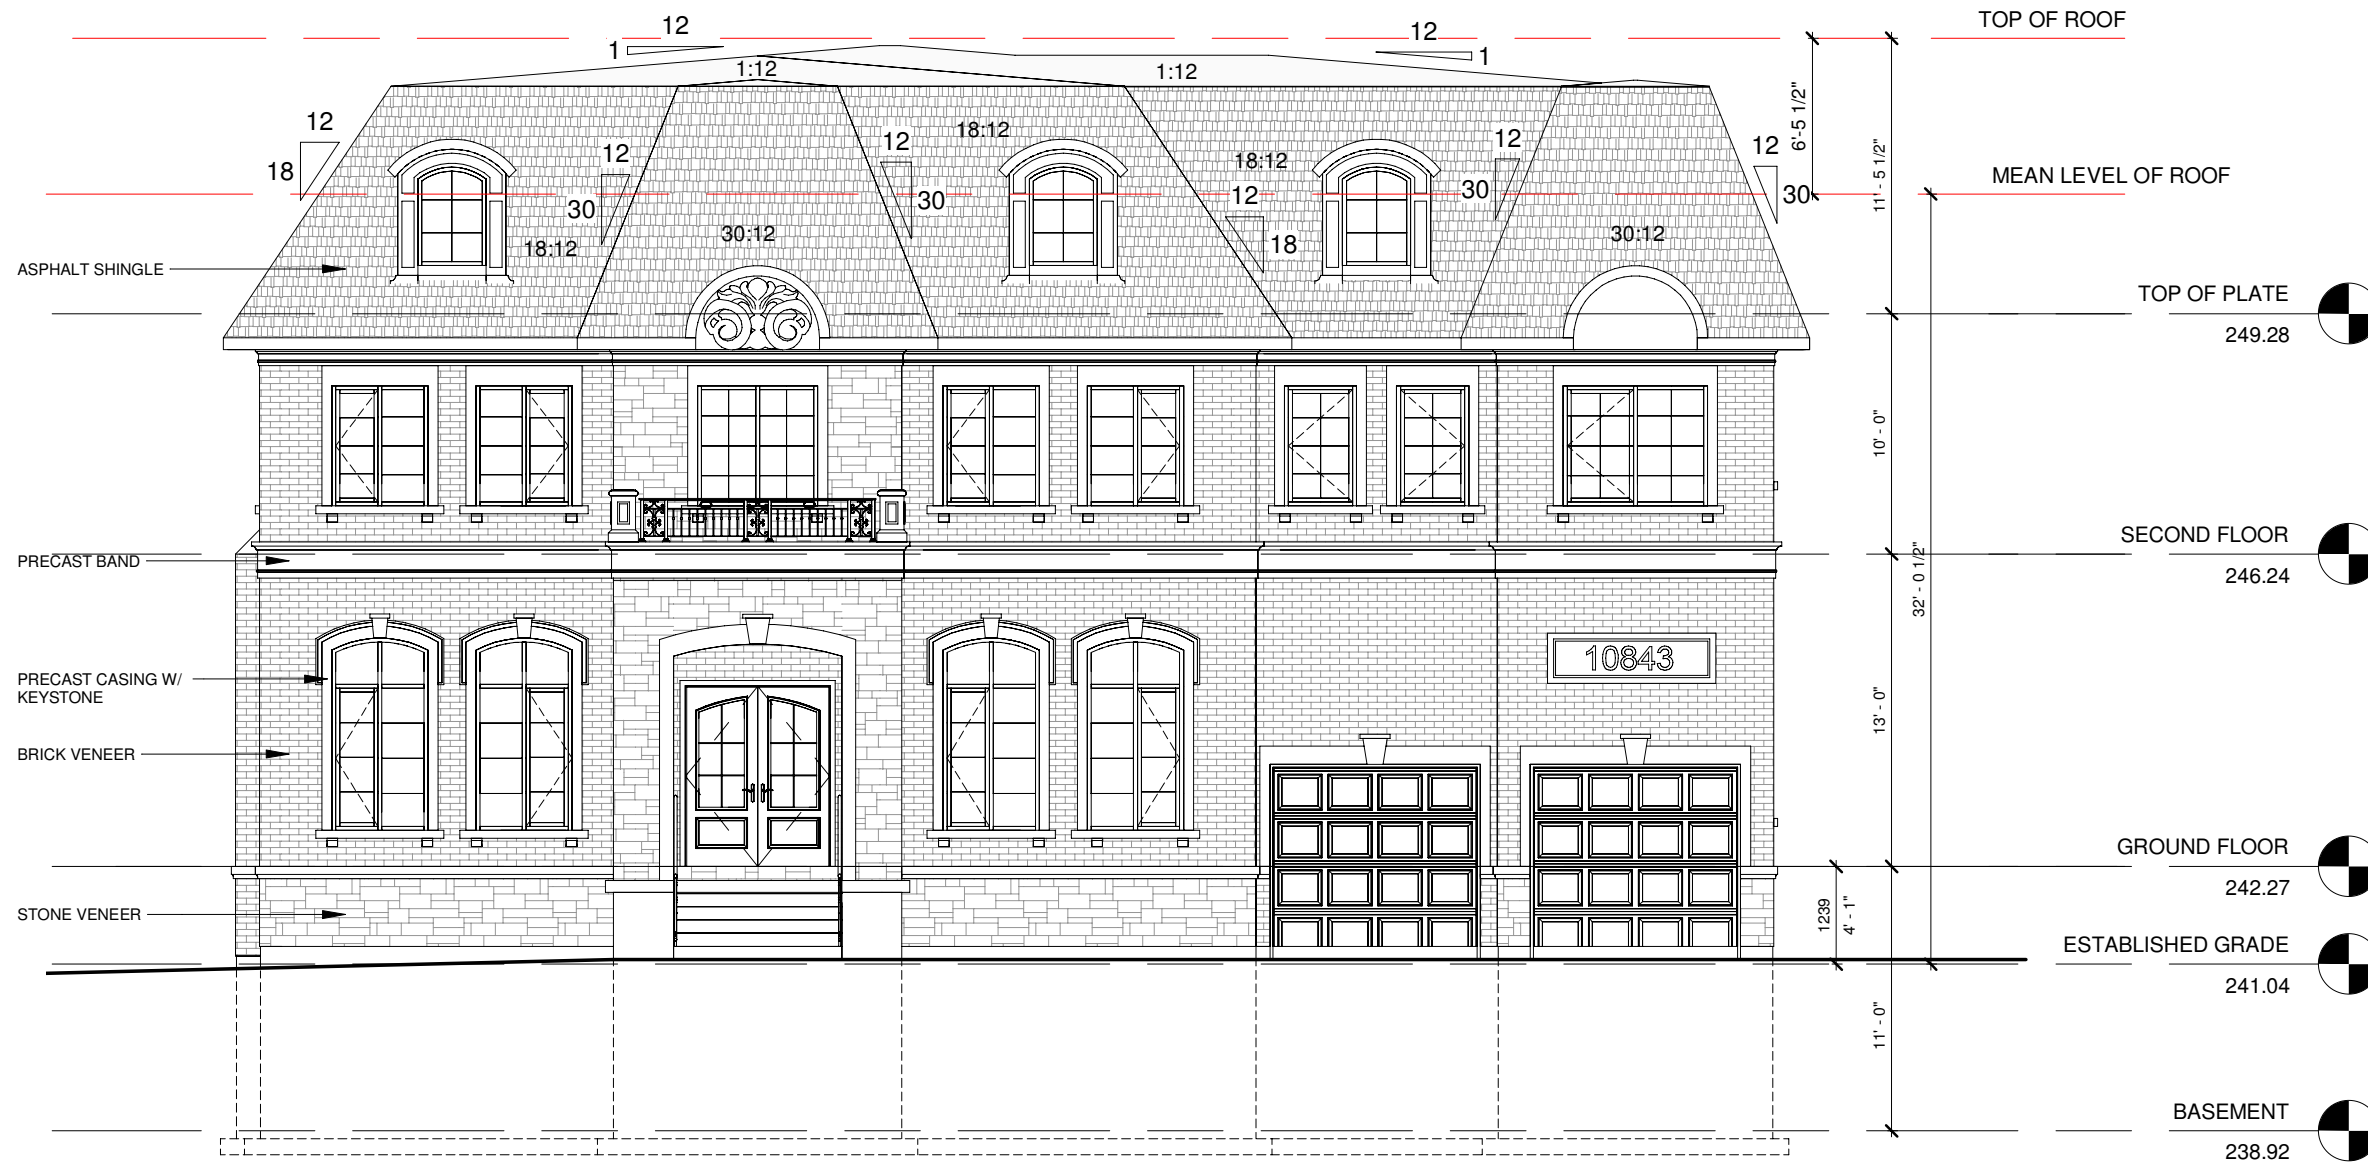 TOP OF ROOF
12
12
1
1
1:12
1:12
6'-5 1/2"
11' - 5 1/2"
12
18
18:12
12
30
12
30
18:12
12
30
12
30
MEAN LEVEL OF ROOF
12
18
18:12
30:12
30:12
ASPHALT SHINGLE
TOP OF PLATE
249.28
10' - 0"
SECOND FLOOR
246.24
PRECAST BAND
32' - 0 1/2"
10843
PRECAST CASING W/
KEYSTONE
13' - 0"
BRICK VENEER
GROUND FLOOR
242.27
STONE VENEER
1239
4' - 1"
ESTABLISHED GRADE
241.04
11' - 0"
BASEMENT
238.92